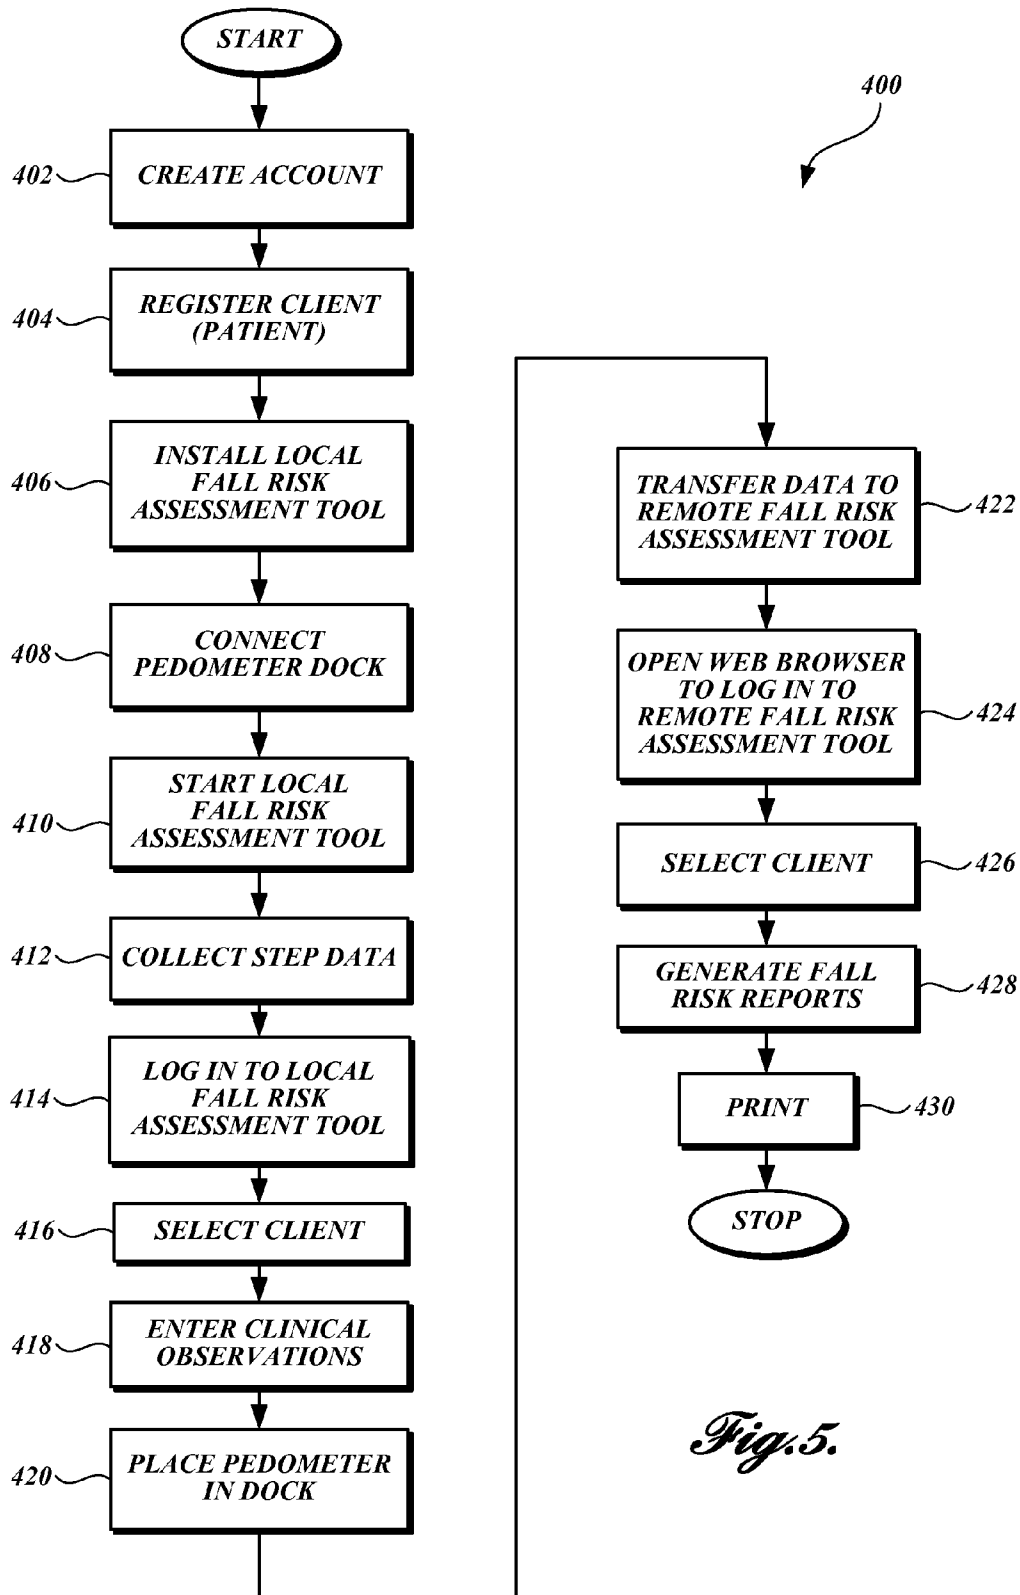 START
400
402
CREATE ACCOUNT
404
REGISTER CLIENT
(PATIENT)
406
INSTALL LOCAL
FALL RISK
ASSESSMENT TOOL
408
CONNECT
PEDOMETER DOCK
410
START LOCAL
FALL RISK
ASSESSMENT TOOL
412
COLLECT STEP DATA
414
LOG IN TO LOCAL
FALL RISK
ASSESSMENT TOOL
416
SELECT CLIENT
418
ENTER CLINICAL
OBSERVATIONS
420
PLACE PEDOMETER
IN DOCK
TRANSFER DATA TO
REMOTE FALL RISK
ASSESSMENT TOOL
422
OPEN WEB BROWSER
TO LOG IN TO
REMOTE FALL RISK
ASSESSMENT TOOL
424
SELECT CLIENT
426
GENERATE FALL
RISK REPORTS
428
PRINT
430
STOP
Fig.5.